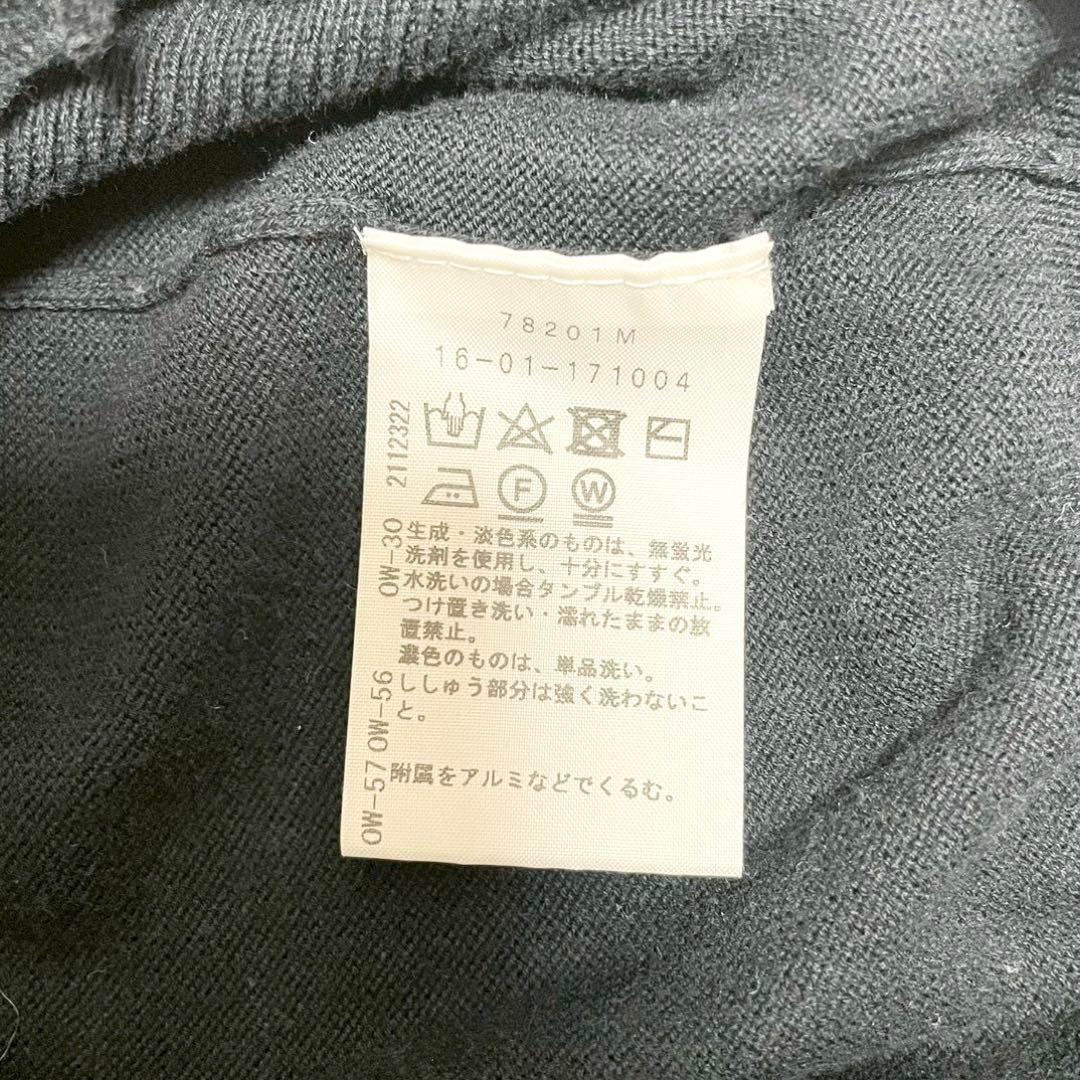 78201M
16-01-171004
F
W
生成・淡色系のものは、無蛍光
洗剤を使用し、十分にすすぐ。
水洗いの場合タンブル乾燥禁止。
つけ置き洗い・濡れたままの放
置禁止。
濃色のものは、単品洗い。
ししゅう部分は強く洗わないこ
と。
附属をアルミなどでくるむ。
OW-57 OW-56 OW-30 2112322